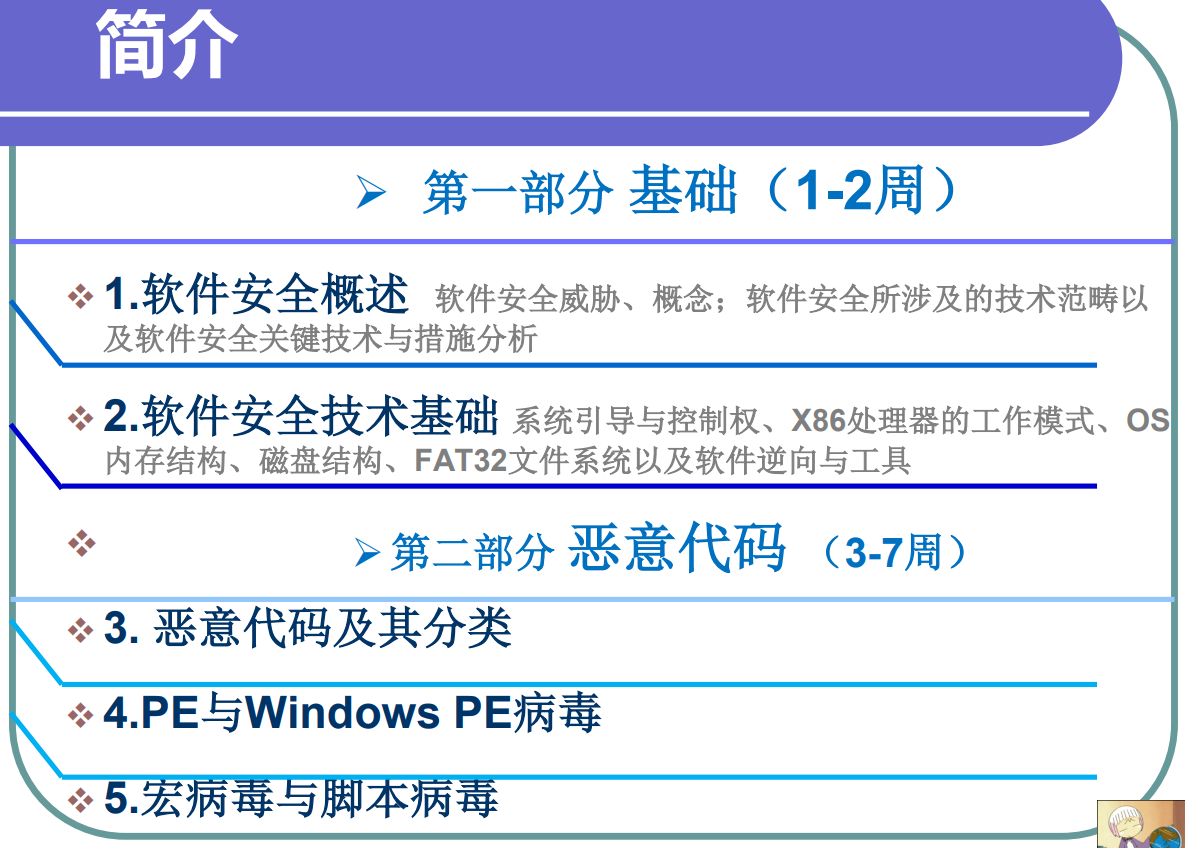 简介
第一部分 基础（1-2周）
1.软件安全概述 软件安全威胁、概念；软件安全所涉及的技术范畴以
及软件安全关键技术与措施分析
2.软件安全技术基础 系统引导与控制权、X86处理器的工作模式、OS
内存结构、磁盘结构、FAT32文件系统以及软件逆向与工具
第二部分 恶意代码 （3-7周）
3. 恶意代码及其分类
4.PE与Windows PE病毒
5.宏病毒与脚本病毒